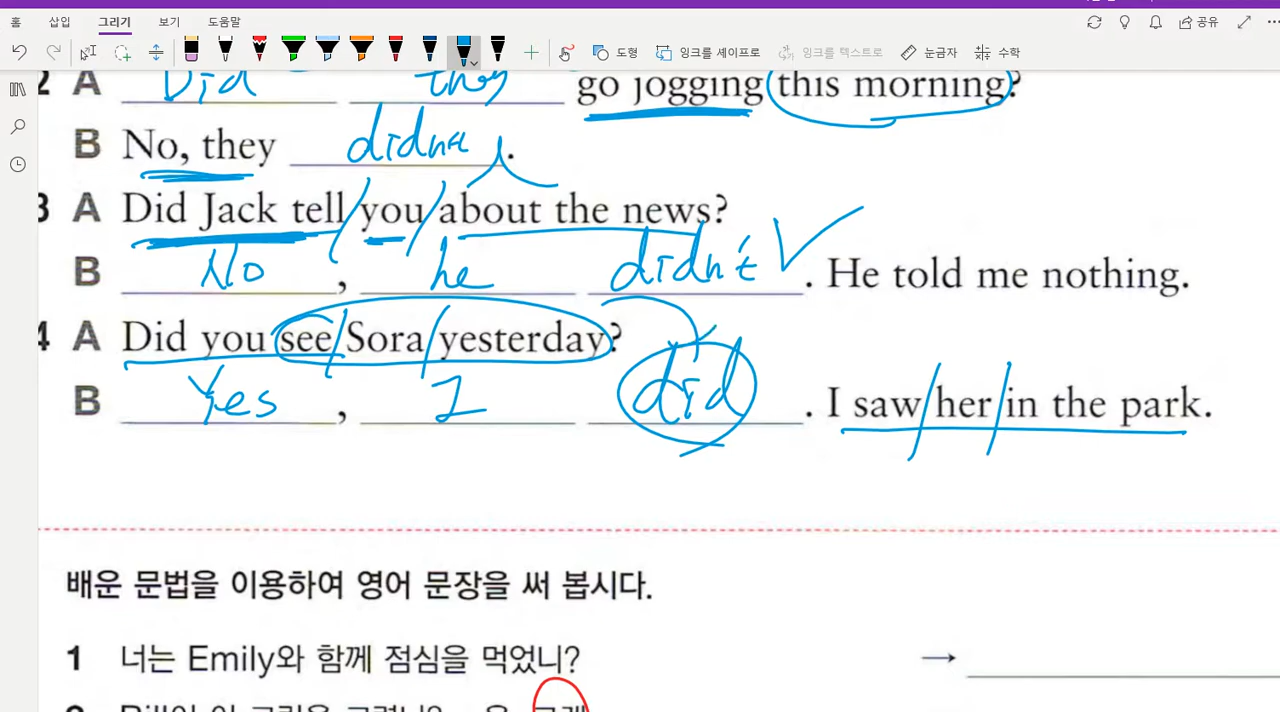 홈 삽입 그리기 보기 도움말 공유
도형 잉크를 셰이프로 잉크를 텍스트로 눈금자 수학
2 A Did they go jogging this morning?
B No, they didn't.
3 A Did Jack tell you about the news?
B No, he didn't. He told me nothing.
4 A Did you see Sora yesterday?
B Yes, I did. I saw her in the park.
배운 문법을 이용하여 영어 문장을 써 봅시다.
1 너는 Emily와 함께 점심을 먹었니? →